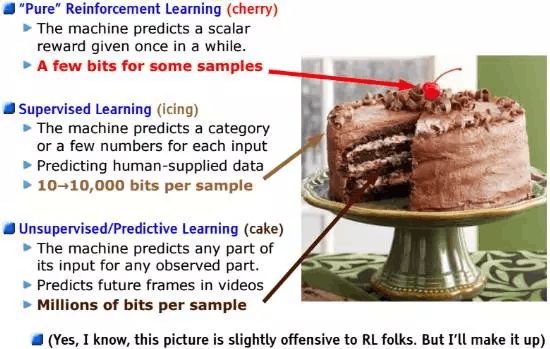 "Pure" Reinforcement Learning (cherry)
The machine predicts a scalar
reward given once in a while.
A few bits for some samples
Supervised Learning (icing)
The machine predicts a category
or a few numbers for each input
Predicting human-supplied data
10→10,000 bits per sample
Unsupervised/Predictive Learning (cake)
The machine predicts any part of
its input for any observed part.
Predicts future frames in videos
Millions of bits per sample
(Yes, I know, this picture is slightly offensive to RL folks. But I'll make it up)